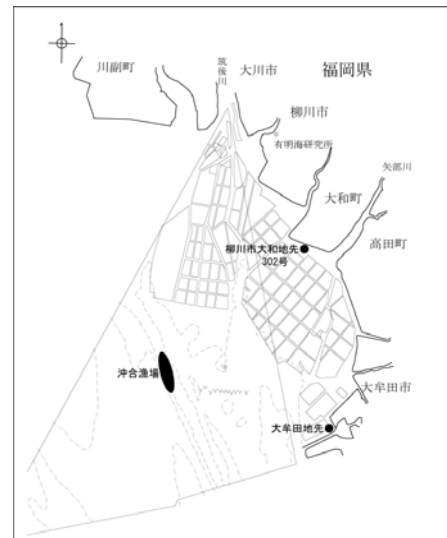 福岡県
川副町
筑後川
大川市
柳川市
有明海研究所
矢部川
大和町
高田町
柳川市大和地先
302号
沖合漁場
大牟田市
大牟田地先